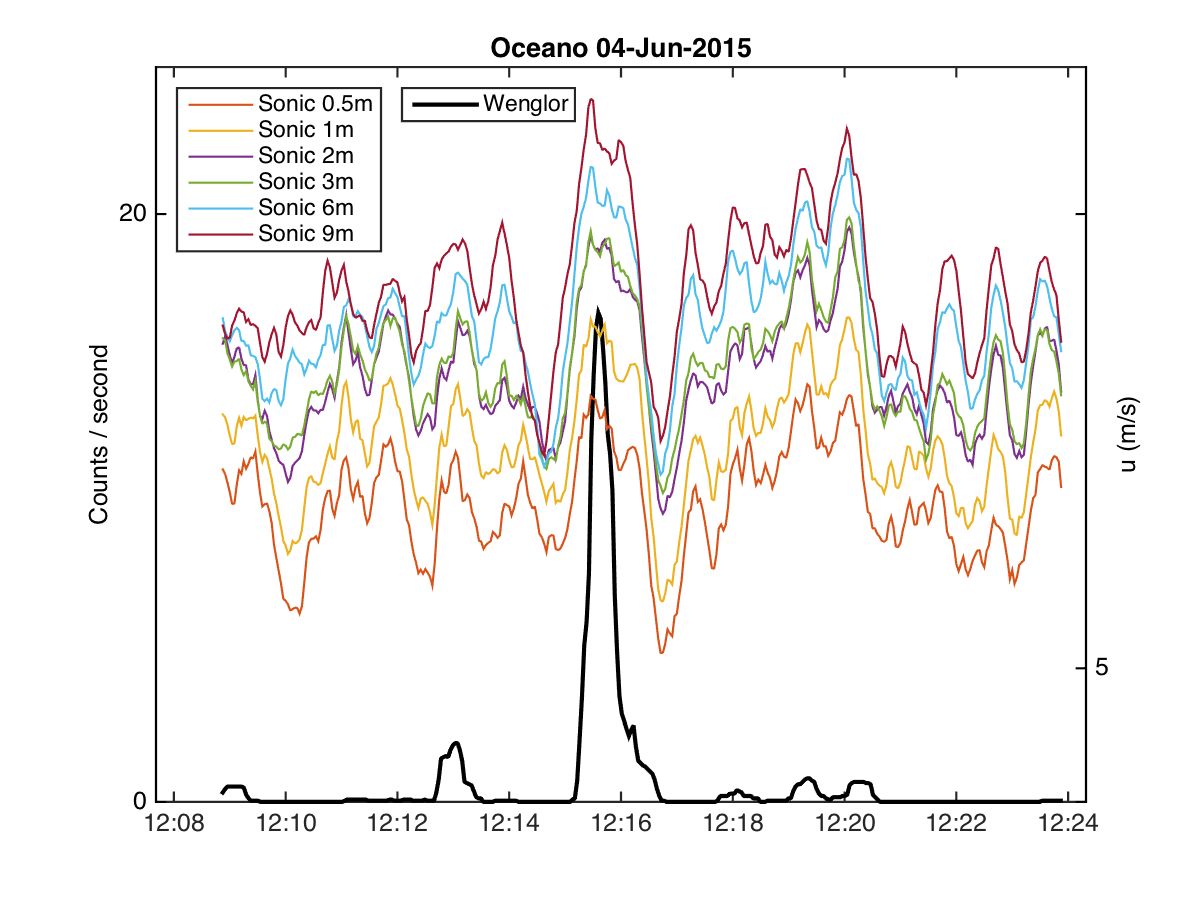 Oceano 04-Jun-2015
Sonic 0.5m
Sonic 1m
Sonic 2m
Sonic 3m
Sonic 6m
Sonic 9m
Wenglor
20
0
Counts / second
5
u (m/s)
12:08 12:10 12:12 12:14 12:16 12:18 12:20 12:22 12:24